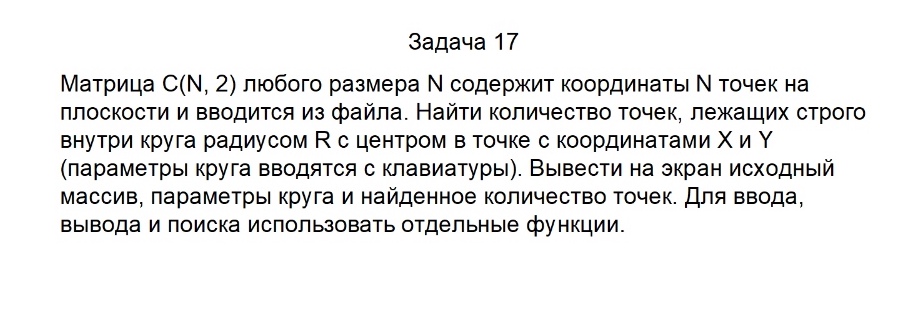 Задача 17
Матрица C(N, 2) любого размера N содержит координаты N точек на
плоскости и вводится из файла. Найти количество точек, лежащих строго
внутри круга радиусом R с центром в точке с координатами X и Y
(параметры круга вводятся с клавиатуры). Вывести на экран исходный
массив, параметры круга и найденное количество точек. Для ввода,
вывода и поиска использовать отдельные функции.